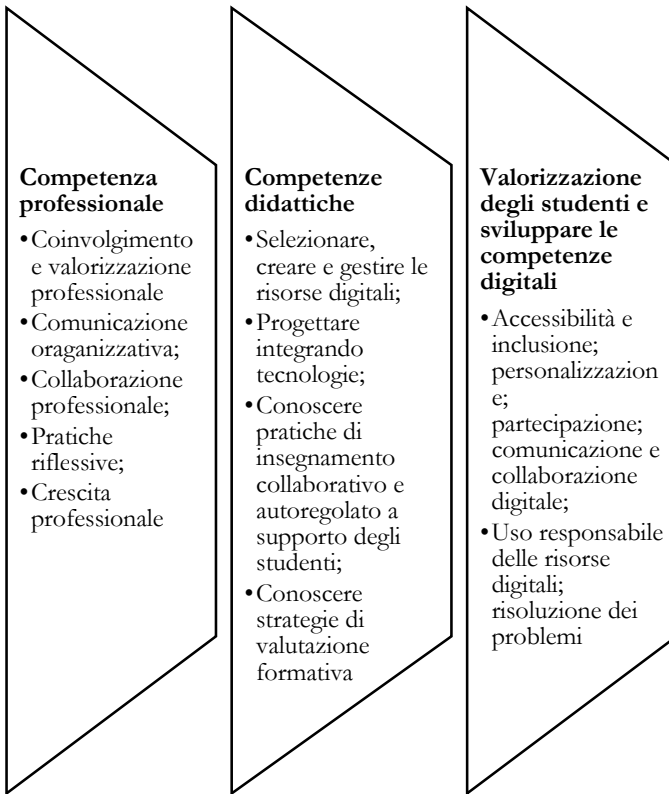 Competenza
professionale
•Coinvolgimento
e valorizzazione
professionale
•Comunicazione
oraganizzativa;
•Collaborazione
professionale;
•Pratiche
riflessive;
•Crescita
professionale
Competenze
didattiche
•Selezionare,
creare e gestire le
risorse digitali;
•Progettare
integrando
tecnologie;
•Conoscere
pratiche di
insegnamento
collaborativo e
autoregolato a
supporto degli
studenti;
•Conoscere
strategie di
valutazione
formativa
Valorizzazione
degli studenti e
sviluppare le
competenze
digitali
•Accessibilità e
inclusione;
personalizzazion
e;
partecipazione;
comunicazione e
collaborazione
digitale;
•Uso responsabile
delle risorse
digitali;
risoluzione dei
problemi